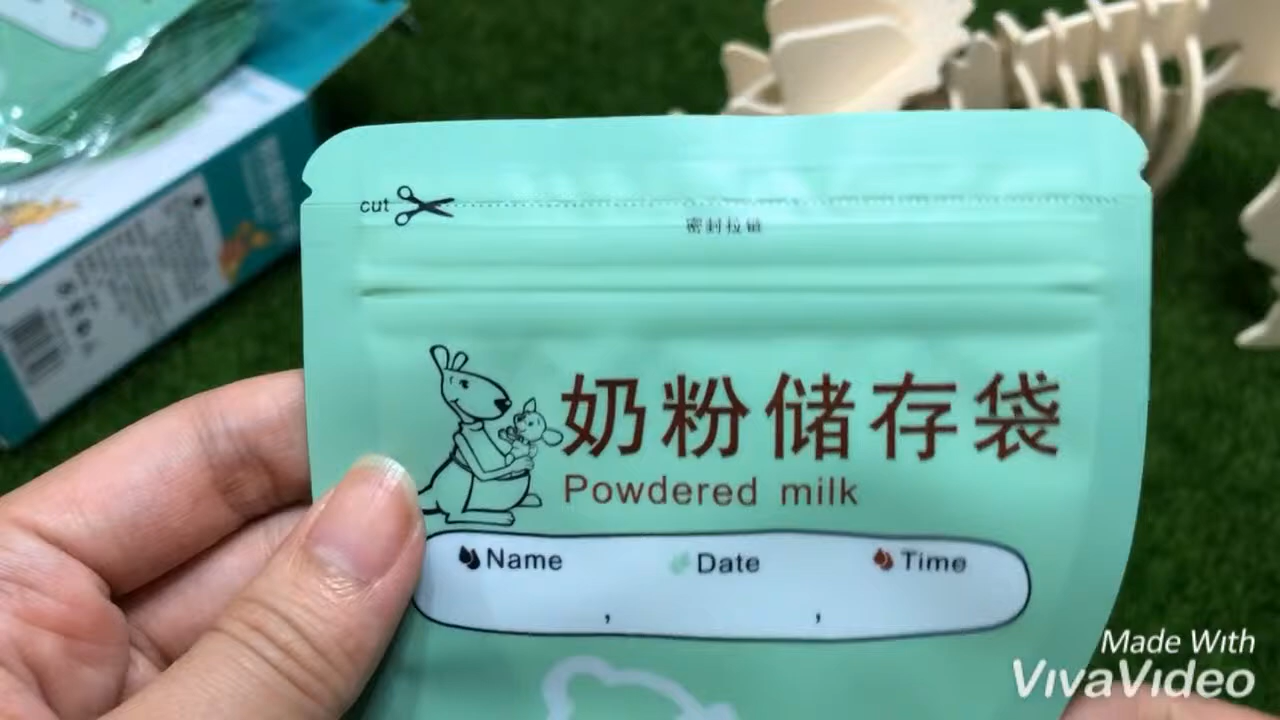 cut
密封拉链
奶粉储存袋
Powdered milk
Name Date Time
, ,
Made With
VivaVideo